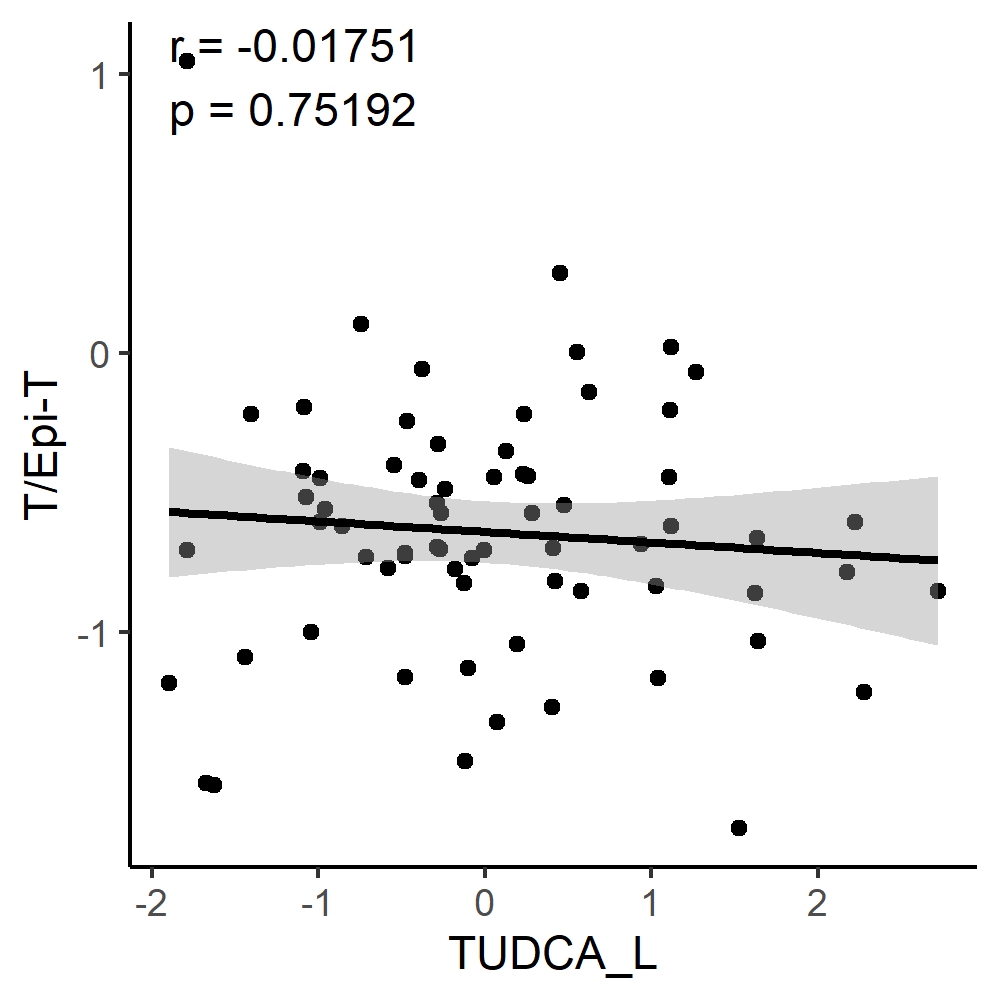 r = -0.01751
p = 0.75192
1
0
-1
T/Epi-T
-2 -1 0 1 2
TUDCA_L